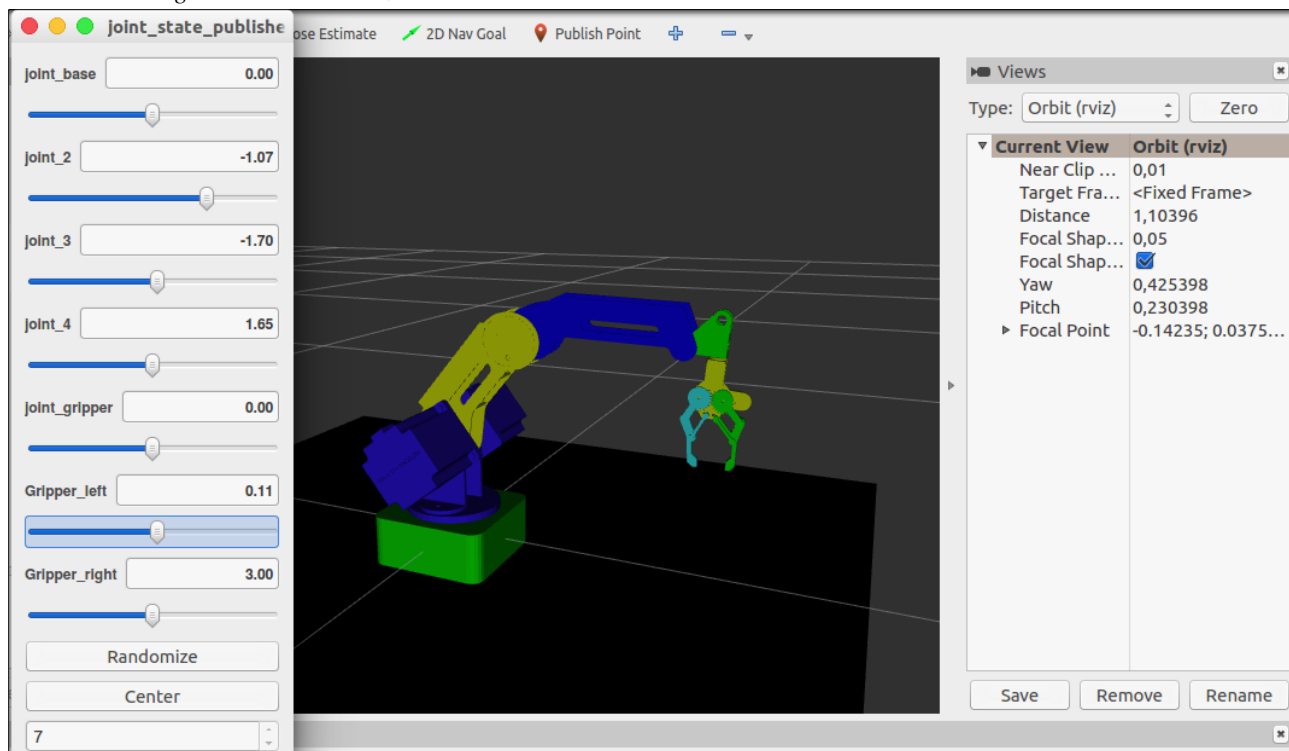 joint_state_publishe
ose Estimate
2D Nav Goal
Publish Point
joint_base 0.00
joint_2 -1.07
joint_3 -1.70
joint_4 1.65
joint_gripper 0.00
Gripper_left 0.11
Gripper_right 3.00
Randomize
Center
7
Views
Type: Orbit (rviz) Zero
Current View Orbit (rviz)
Near Clip ... 0,01
Target Fra... <Fixed Frame>
Distance 1,10396
Focal Shap... 0,05
Focal Shap...
Yaw 0,425398
Pitch 0,230398
Focal Point -0.14235; 0.0375...
Save Remove Rename